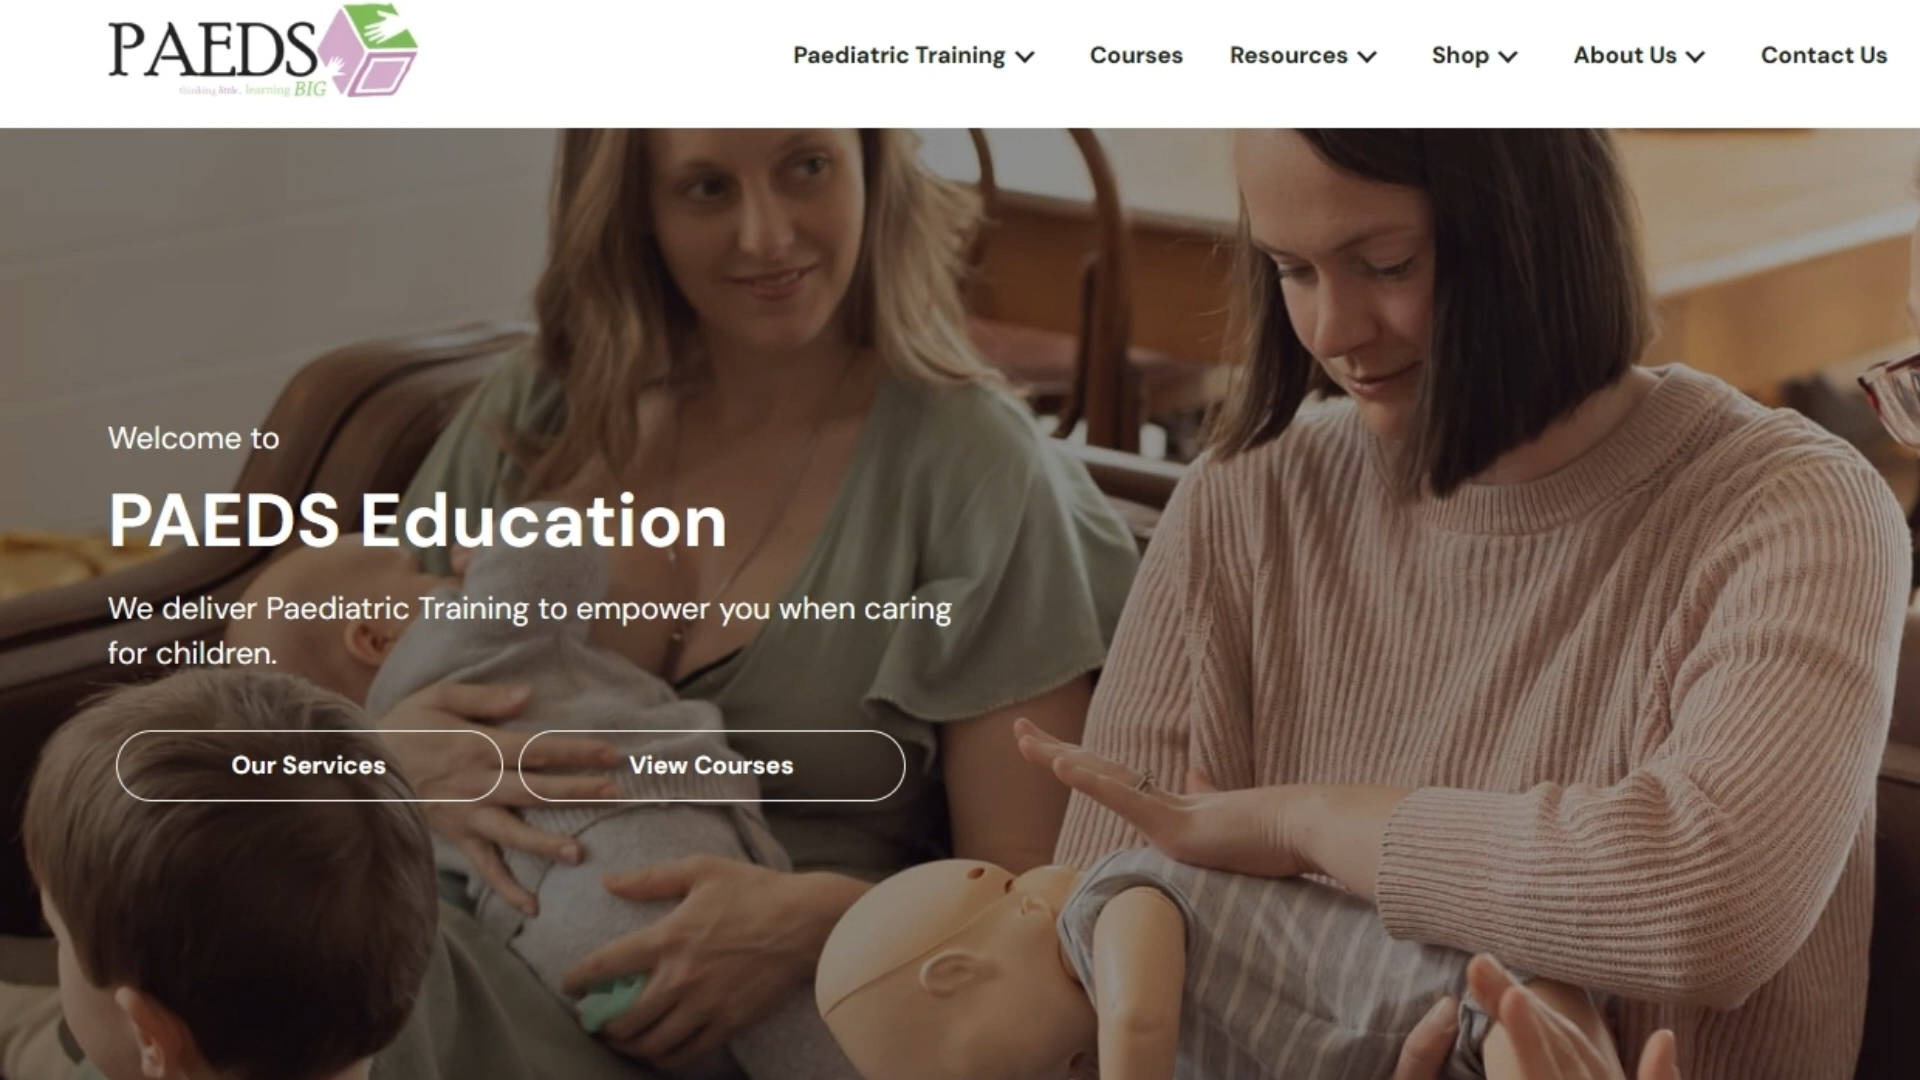 PAEDS
thinking little, learning BIG
Paediatric Training
Courses
Resources
Shop
About Us
Contact Us
Welcome to
PAEDS Education
We deliver Paediatric Training to empower you when caring
for children.
Our Services
View Courses